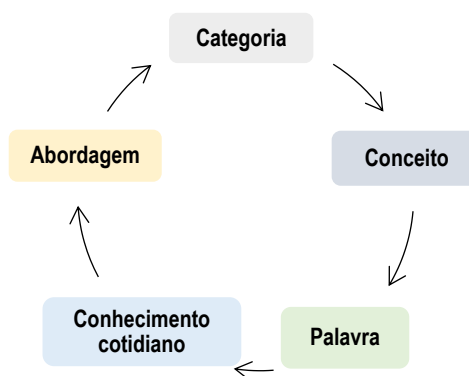 Categoria
Abordagem
Conceito
Conhecimento
cotidiano
Palavra